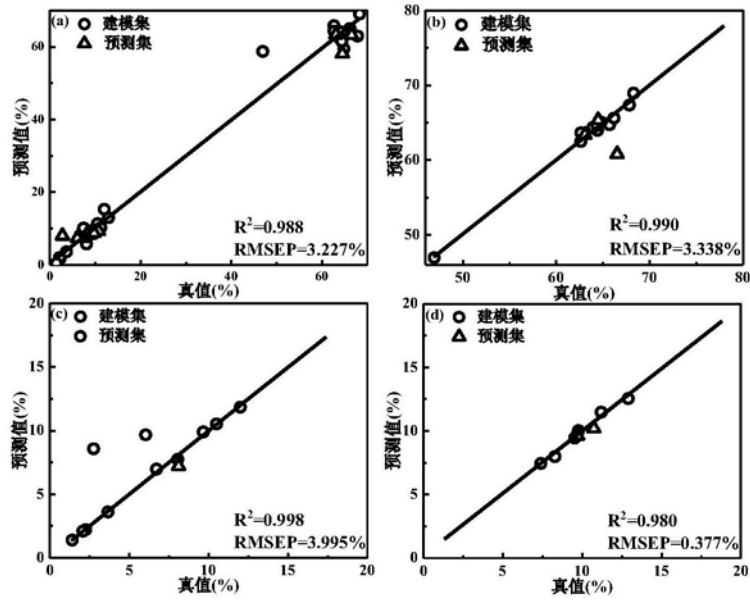 (a)
建模集
预测集
60
40
20
0
预测值(%)
R²=0.988
RMSEP=3.227%
0
20
40
60
真值(%)
(b)
建模集
预测集
80
70
60
50
预测值(%)
R²=0.990
RMSEP=3.338%
50
60
70
80
真值(%)
(c)
建模集
预测集
20
15
10
5
0
预测值(%)
R²=0.998
RMSEP=3.995%
0
5
10
15
20
真值(%)
(d)
建模集
预测集
20
15
10
5
0
预测值(%)
R²=0.980
RMSEP=0.377%
0
5
10
15
20
真值(%)